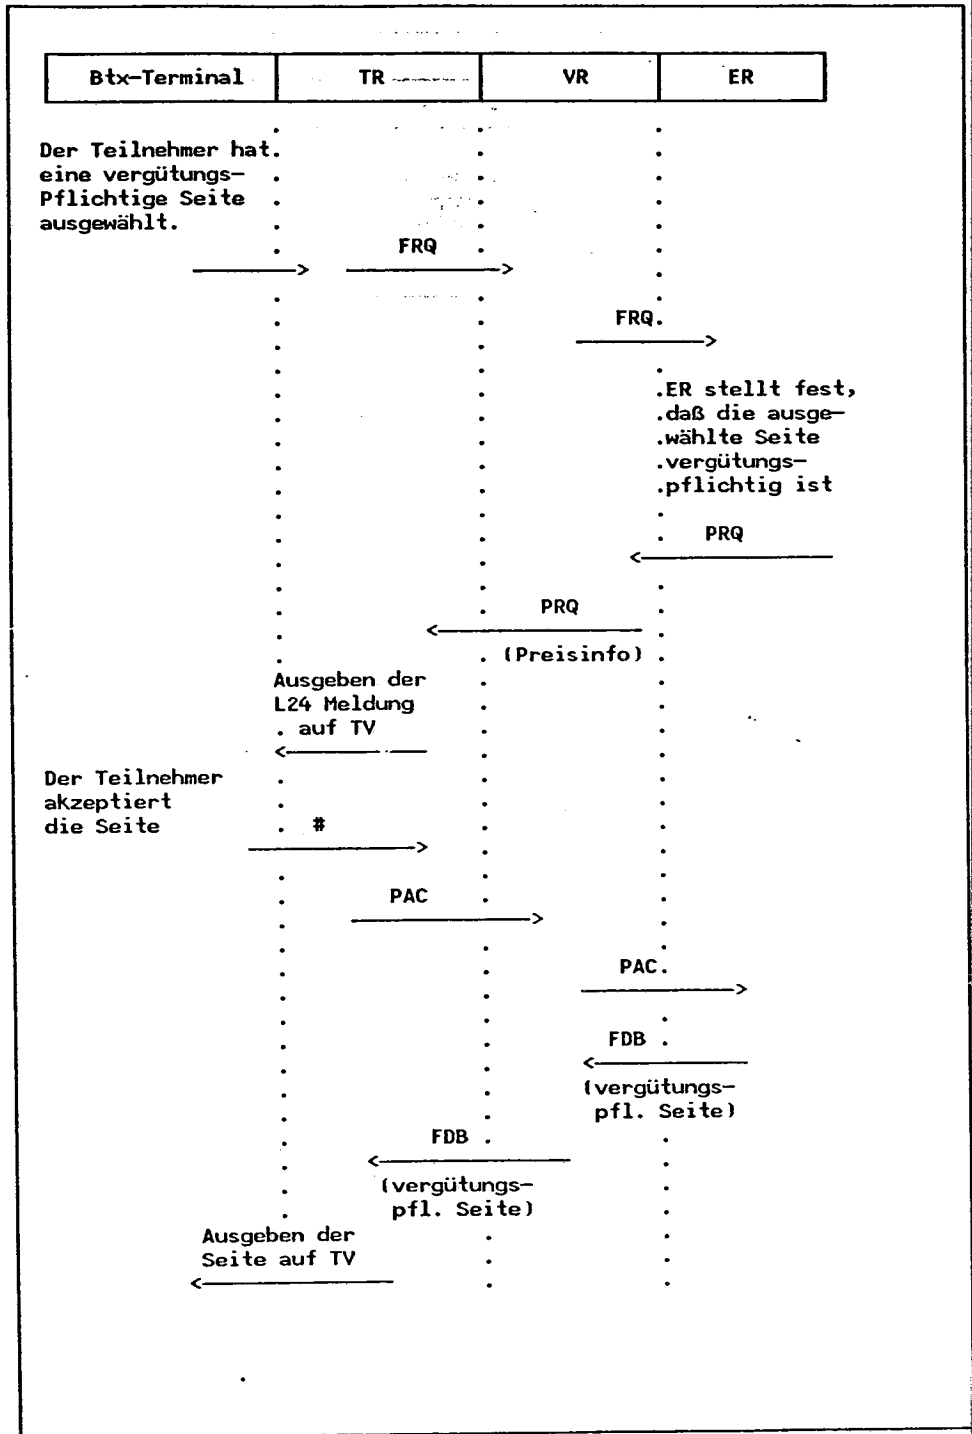 Btx-Terminal TR VR ER
Der Teilnehmer hat
eine vergütungs-
Pflichtige Seite
ausgewählt.
FRQ
FRQ
ER stellt fest,
daß die ausge-
wählte Seite
vergütungs-
pflichtig ist
PRQ
PRQ
(Preisinfo)
Ausgeben der
L24 Meldung
auf TV
Der Teilnehmer
akzeptiert
die Seite
#
PAC
PAC
FDB
(vergütungs-
pfl. Seite)
FDB
(vergütungs-
pfl. Seite)
Ausgeben der
Seite auf TV